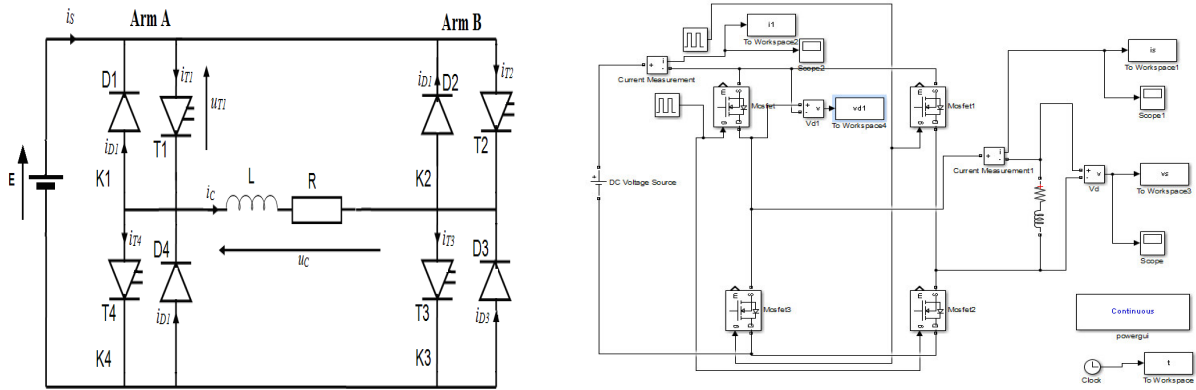 iS
Arm A
Arm B
D1
iT1
uT1
iD1
D2
iT2
E
iD1
T1
T2
K1
L
R
K2
iC
iT4
D4
uC
iT3
D3
T4
iD1
T3
iD3
K4
K3
i1
To Workspace2
Scope2
Current Measurement
Mosfet
Vd1
vd1
To Workspace4
Mosfet1
is
To Workspace1
Scope1
DC Voltage Source
Current Measurement1
Vd
vs
To Workspace3
Scope
Mosfet3
Mosfet2
Continuous
powergui
Clock
t
To Workspace